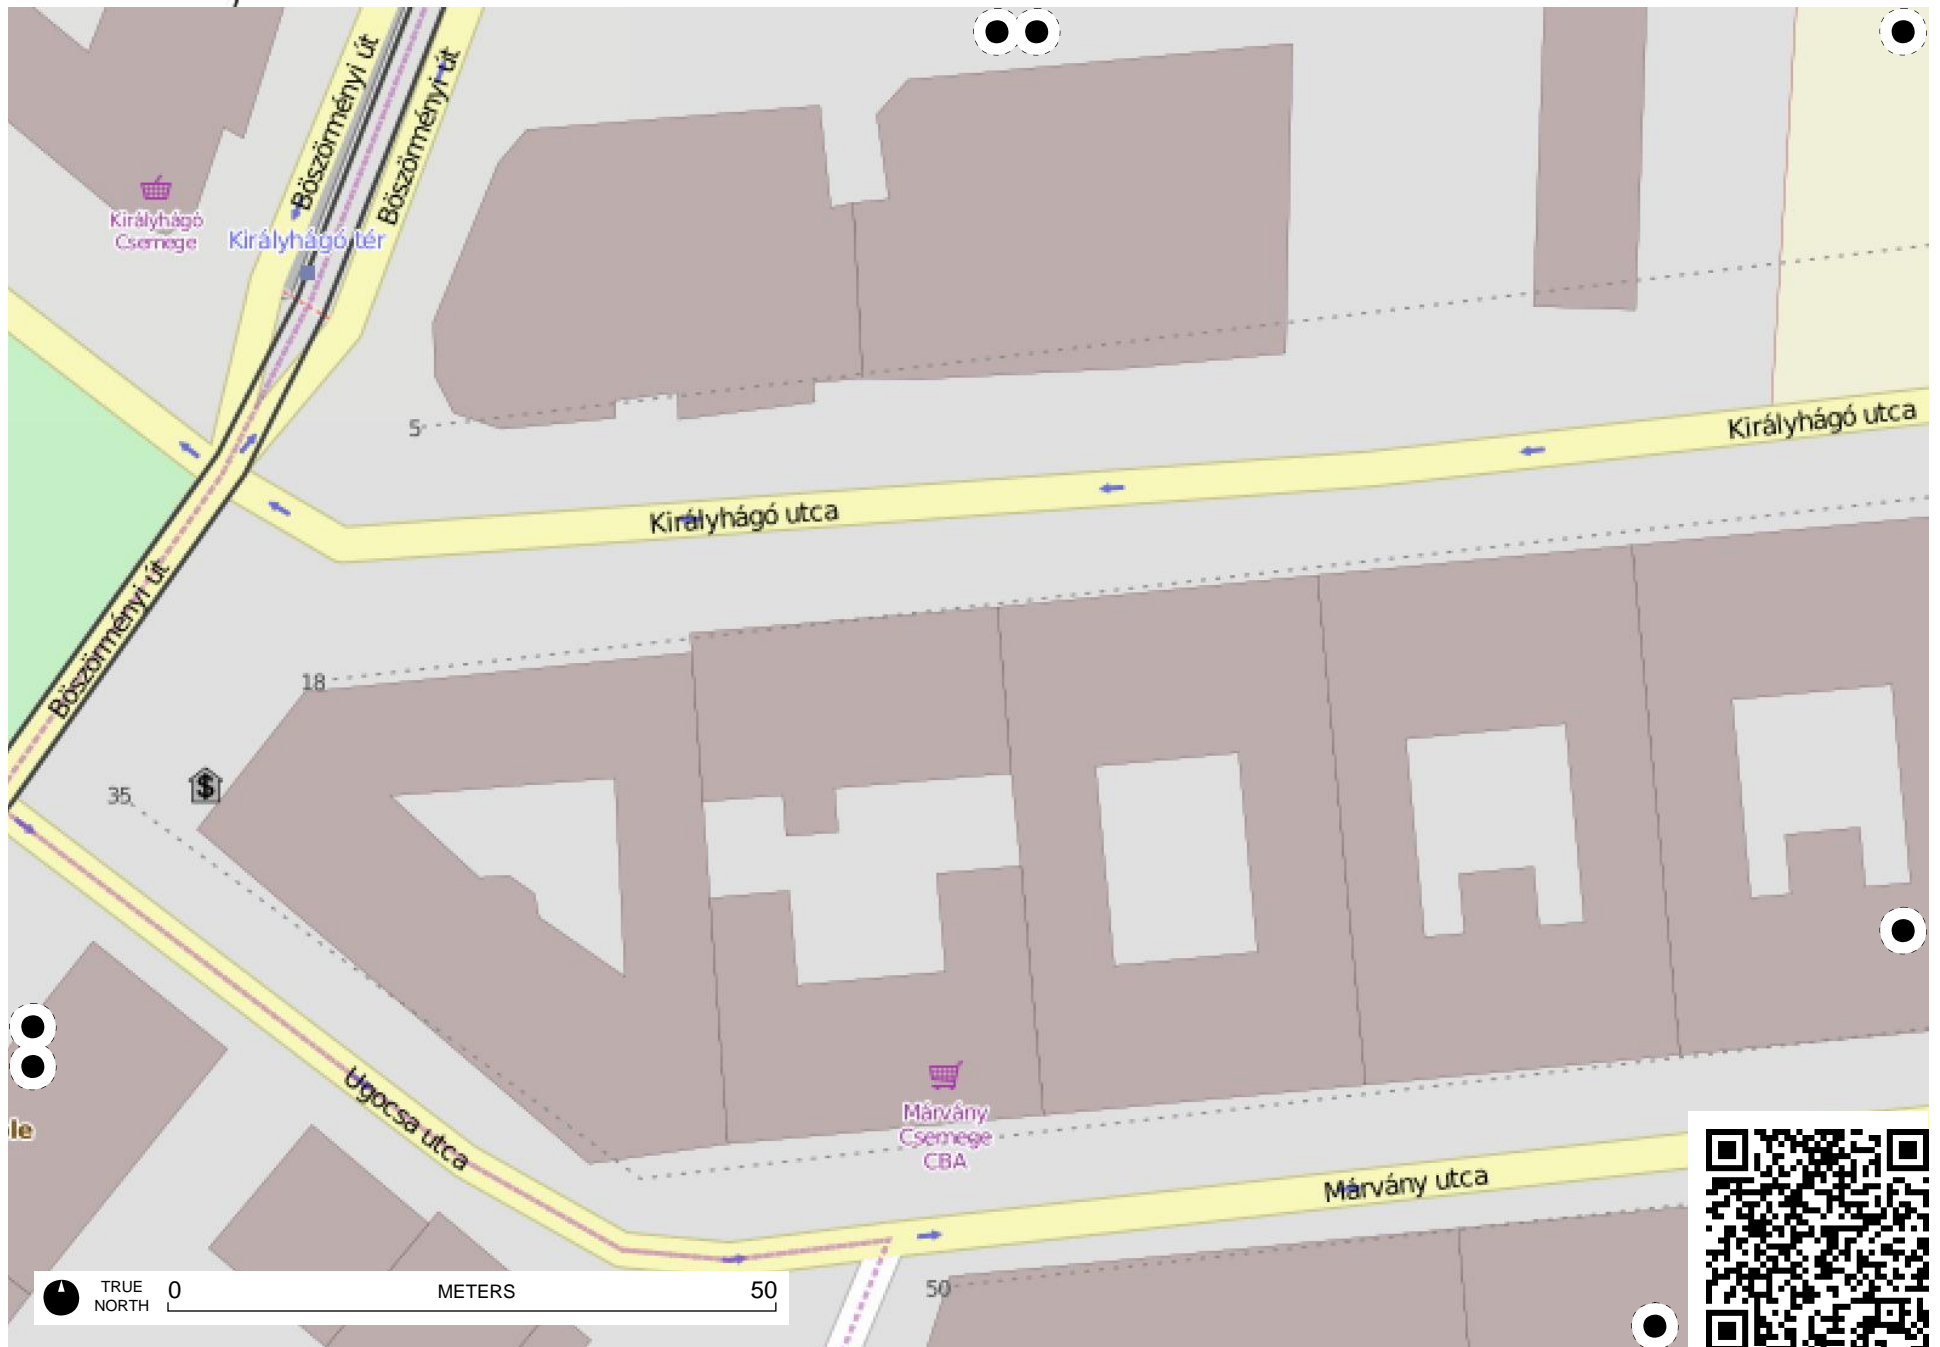 Böszörményi út
Böszörményi út
Királyhágó
Csemege
Királyhágó tér
5
Királyhágó utca
Királyhágó utca
Böszörményi út
18
35
$
Ugocsa utca
le
Márvány
Csemege
CBA
Márvány utca
50
TRUE
NORTH
0
METERS
50